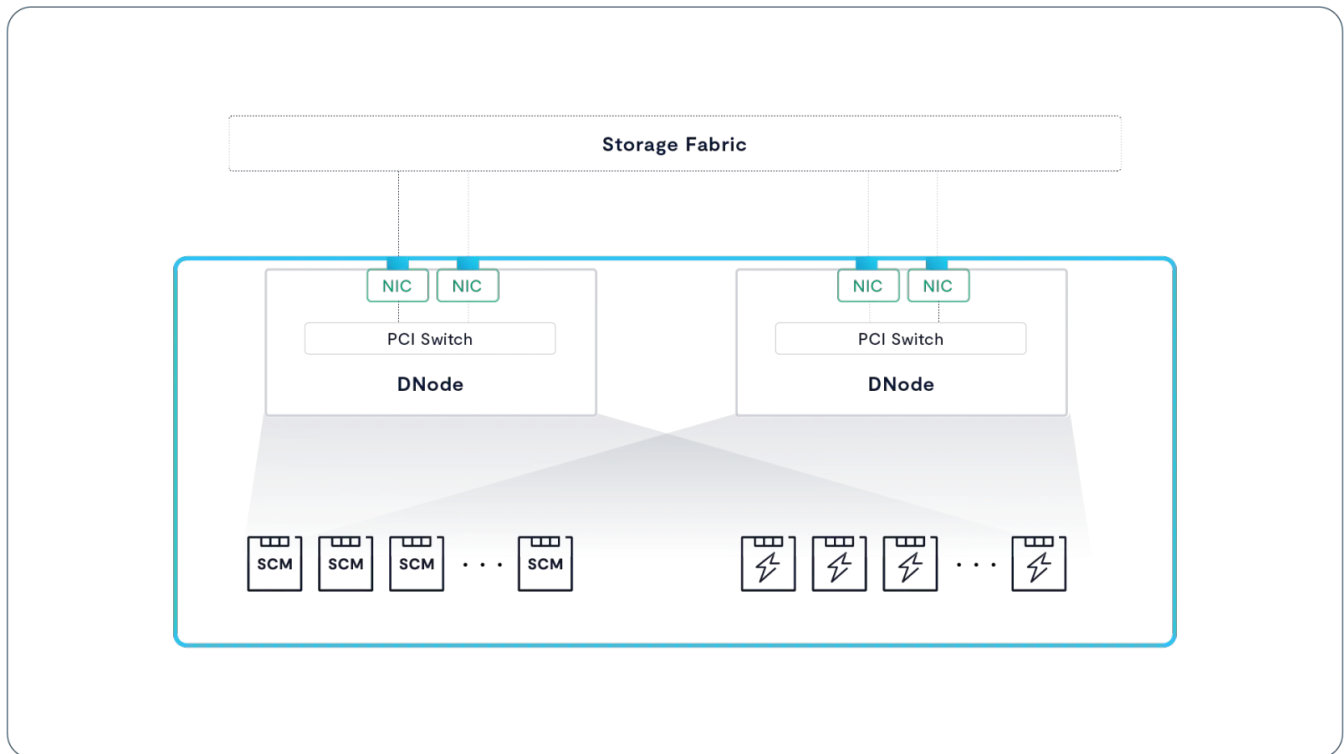 Storage Fabric
NIC NIC NIC NIC
PCI Switch PCI Switch
DNode DNode
SCM SCM SCM . . . SCM . . .